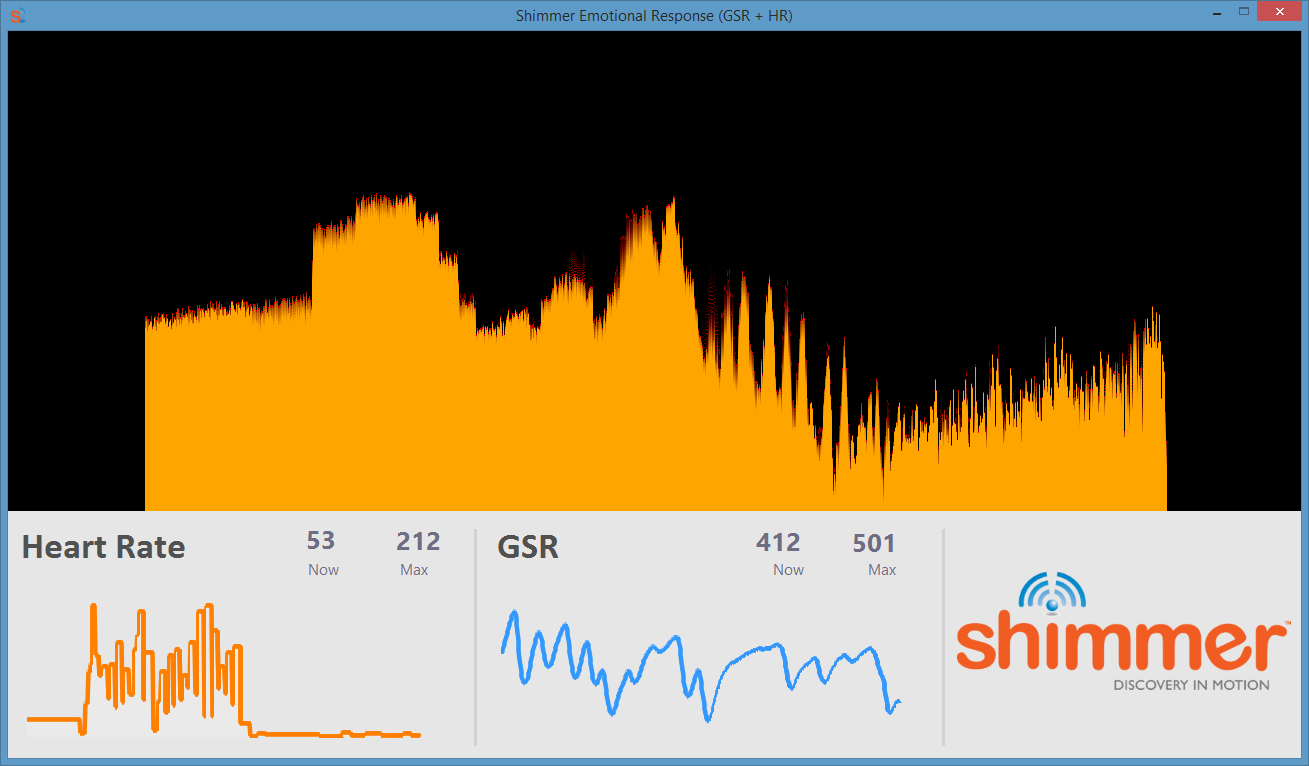 Shimmer Emotional Response (GSR + HR)
Heart Rate
53
Now
212
Max
GSR
412
Now
501
Max
shimmer™
DISCOVERY IN MOTION